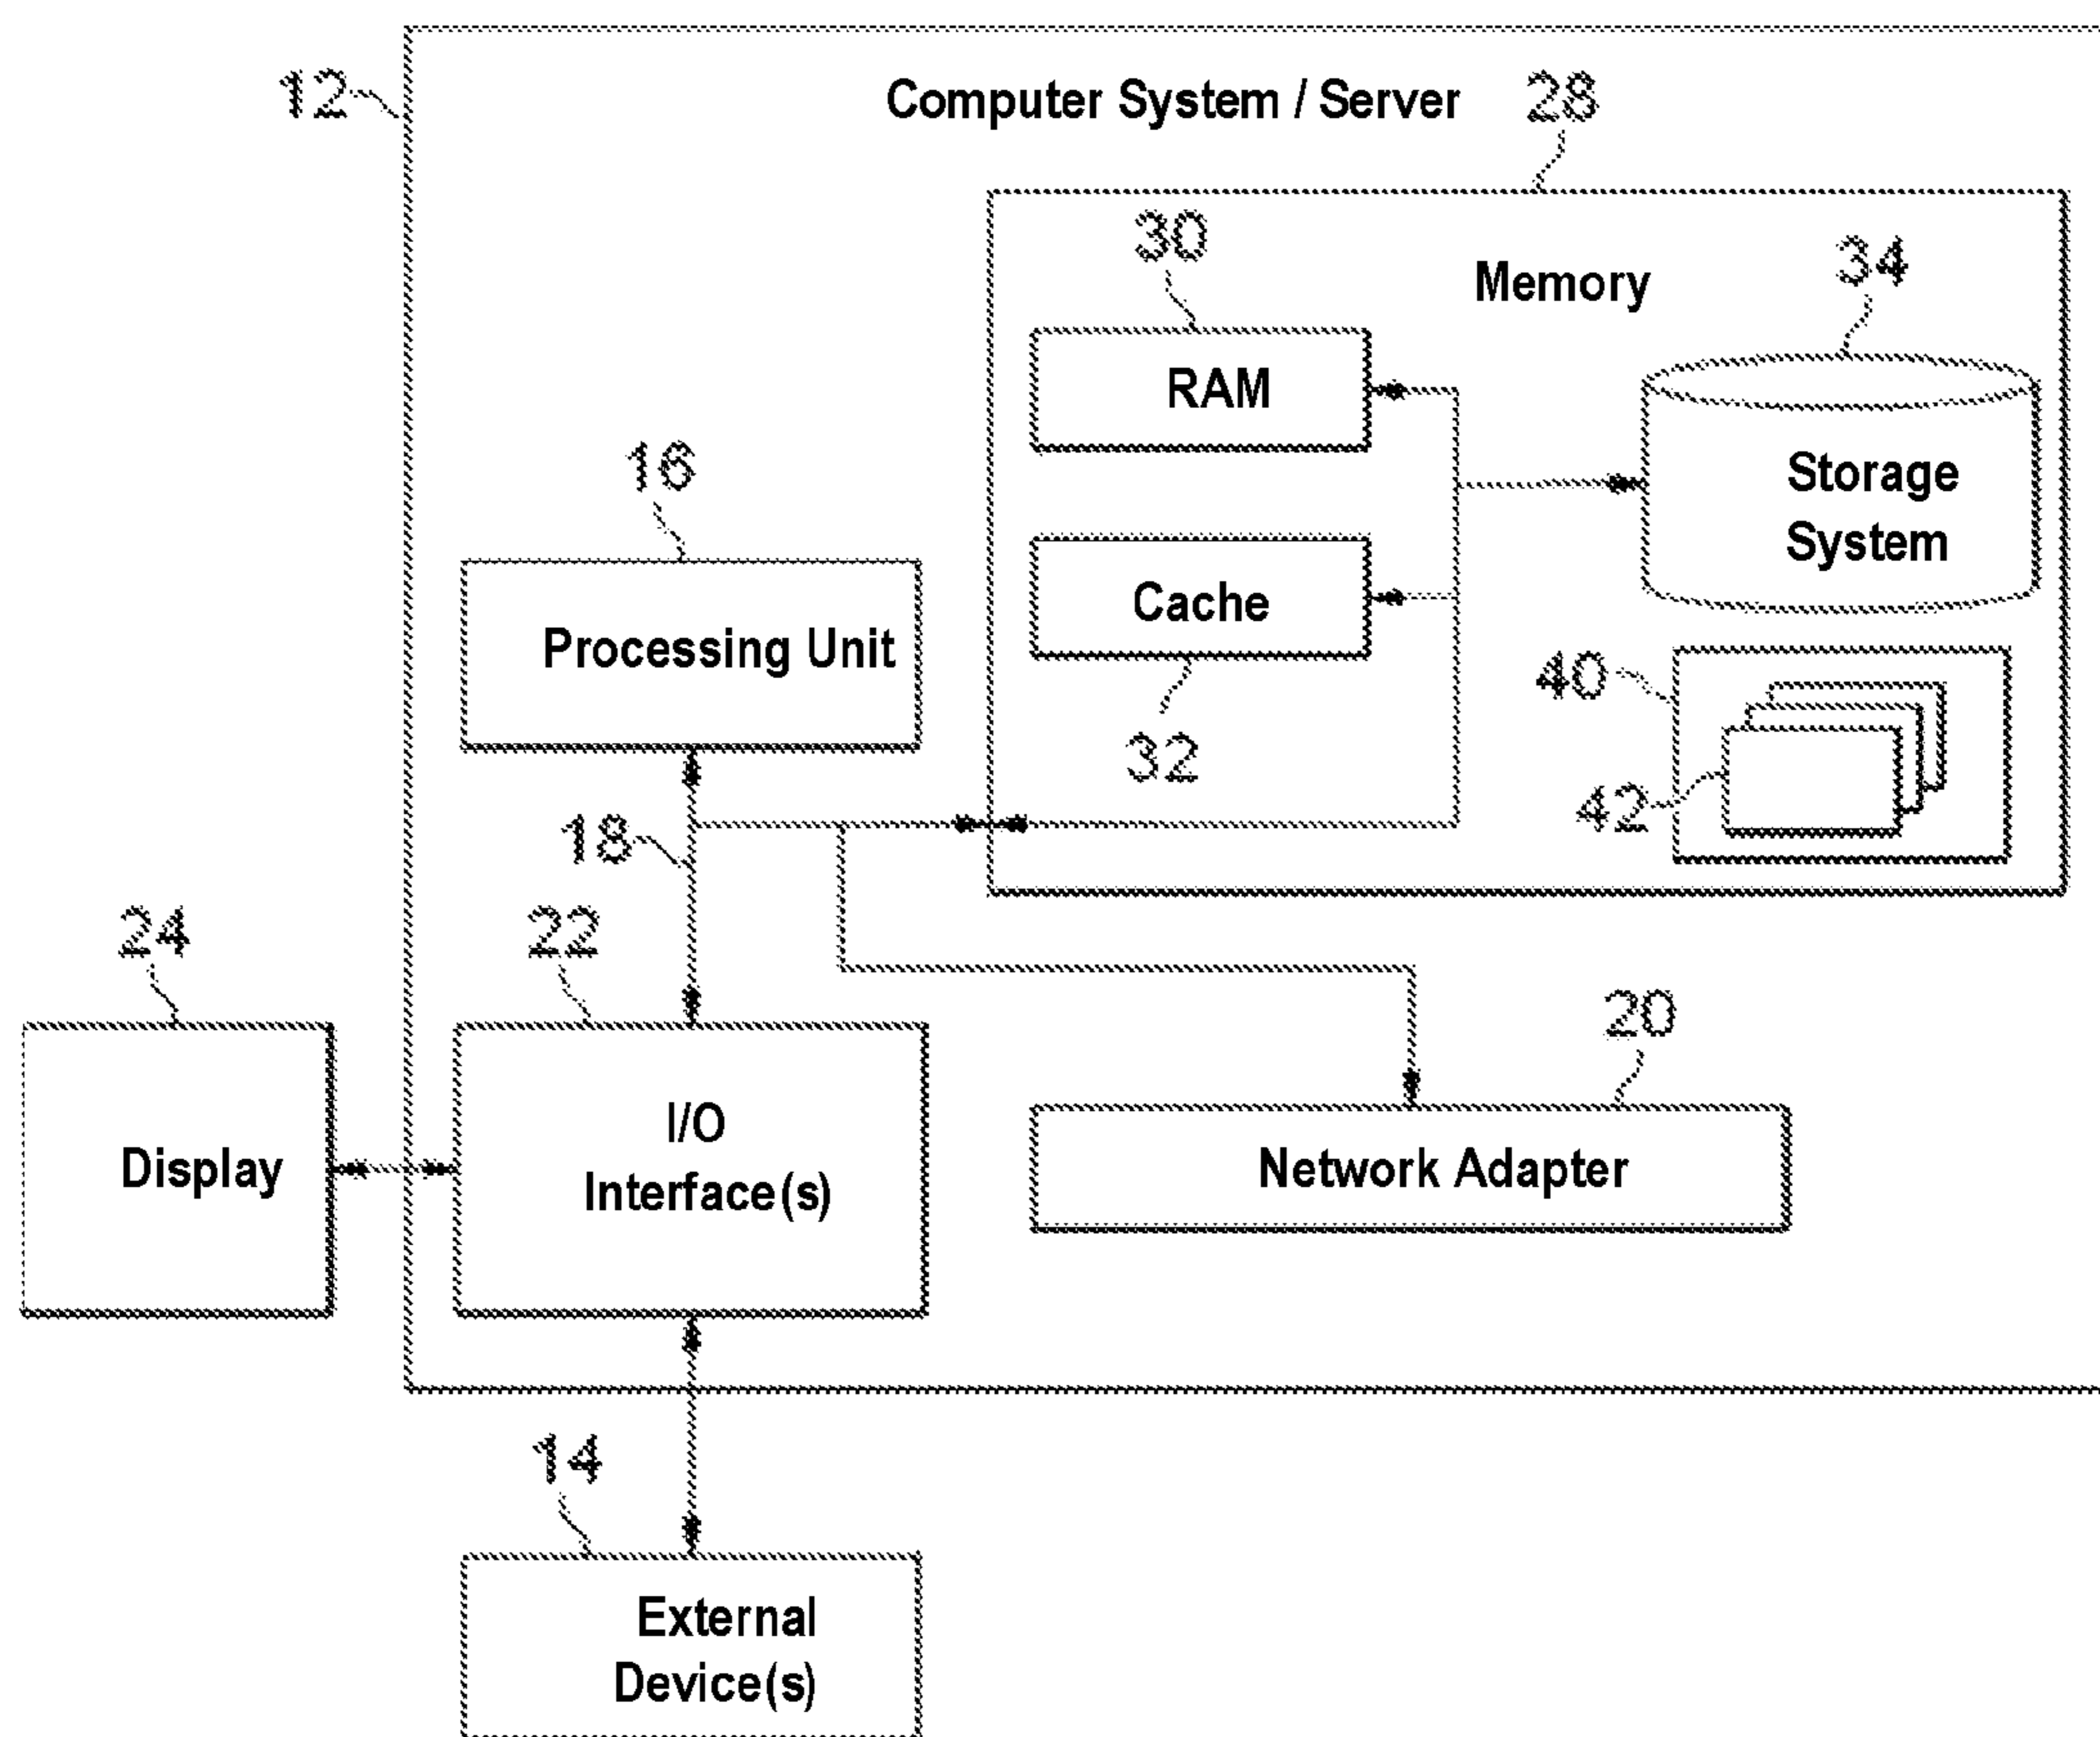 12
Computer System / Server
28
30
Memory
34
RAM
16
Storage
System
Processing Unit
Cache
40
32
42
18
24
22
20
Display
I/O
Interface(s)
Network Adapter
14
External
Device(s)